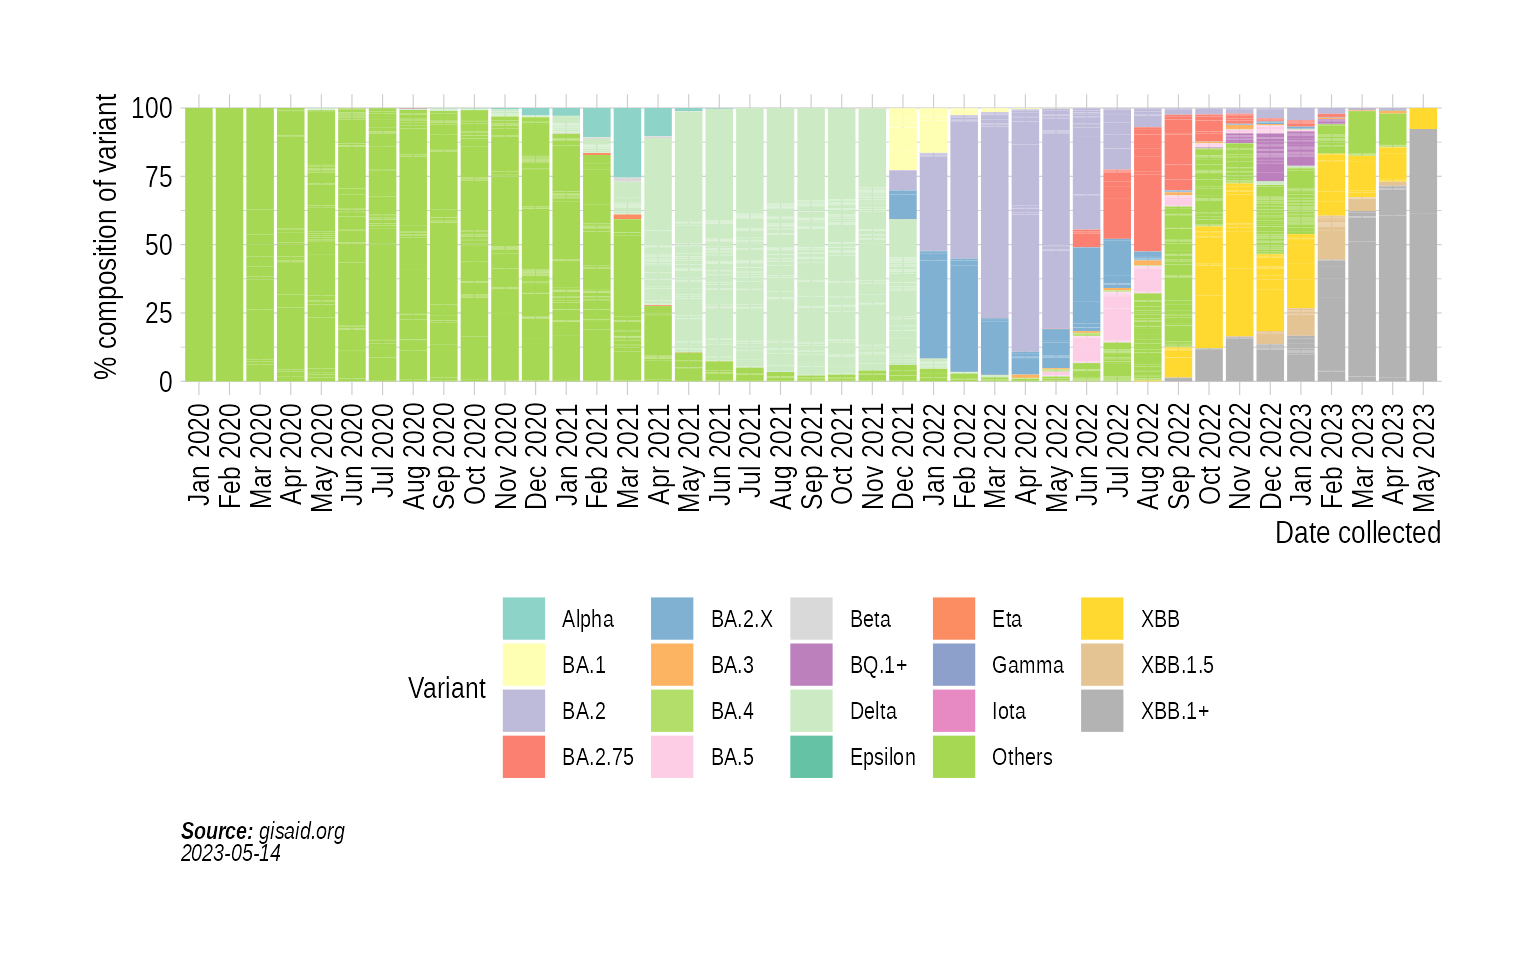 % composition of variant
100
75
50
25
0
Jan 2020
Feb 2020
Mar 2020
Apr 2020
May 2020
Jun 2020
Jul 2020
Aug 2020
Sep 2020
Oct 2020
Nov 2020
Dec 2020
Jan 2021
Feb 2021
Mar 2021
Apr 2021
May 2021
Jun 2021
Jul 2021
Aug 2021
Sep 2021
Oct 2021
Nov 2021
Dec 2021
Jan 2022
Feb 2022
Mar 2022
Apr 2022
May 2022
Jun 2022
Jul 2022
Aug 2022
Sep 2022
Oct 2022
Nov 2022
Dec 2022
Jan 2023
Feb 2023
Mar 2023
Apr 2023
May 2023
Date collected
Variant
Alpha
BA.1
BA.2
BA.2.75
BA.2.X
BA.3
BA.4
BA.5
Beta
BQ.1+
Delta
Epsilon
Eta
Gamma
Iota
Others
XBB
XBB.1.5
XBB.1+
Source: gisaid.org
2023-05-14